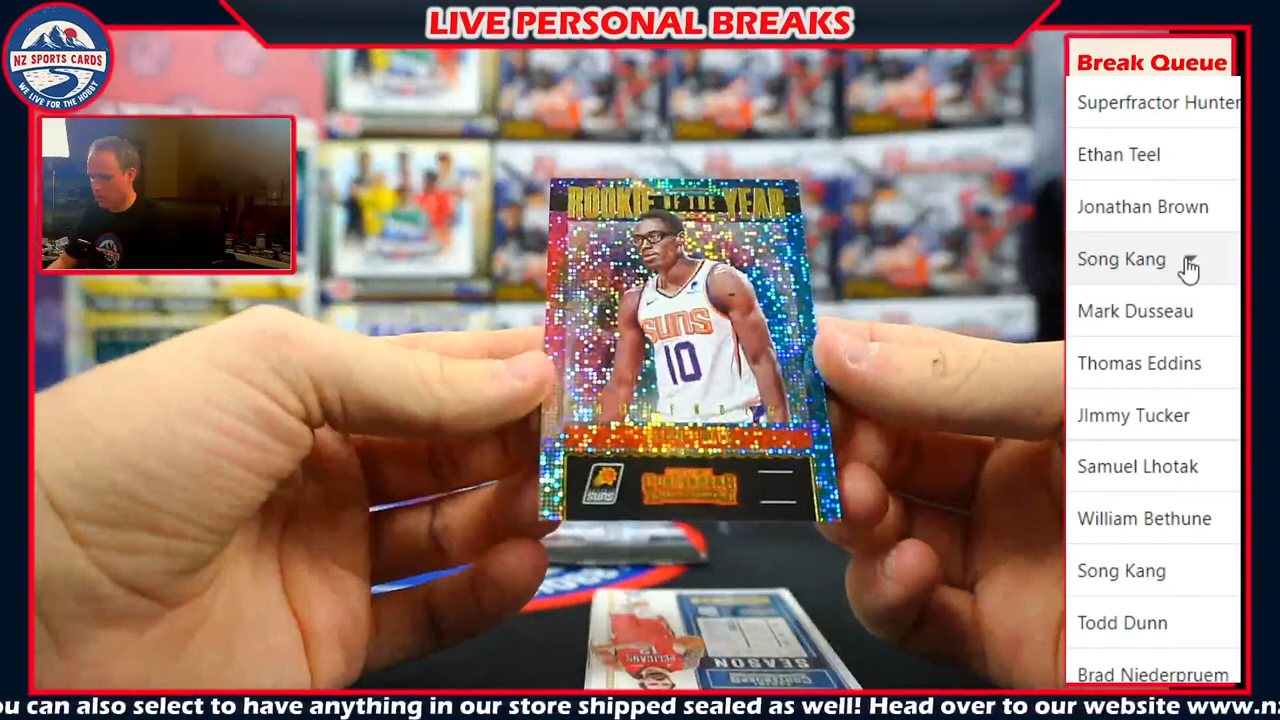 LIVE PERSONAL BREAKS
NZ SPORTS CARDS
WE LIVE FOR THE HOBBY
Break Queue
Superfractor Hunter
Ethan Teel
Jonathan Brown
Song Kang
Mark Dusseau
Thomas Eddins
JImmy Tucker
Samuel Lhotak
William Bethune
Song Kang
Todd Dunn
Brad Niederpruem
ROOKIE OF THE YEAR
SUNS
10
SUNS
CONTENDERS
PELICANS
SEASON
ou can also select to have anything in our store shipped sealed as well! Head over to our website www.nz